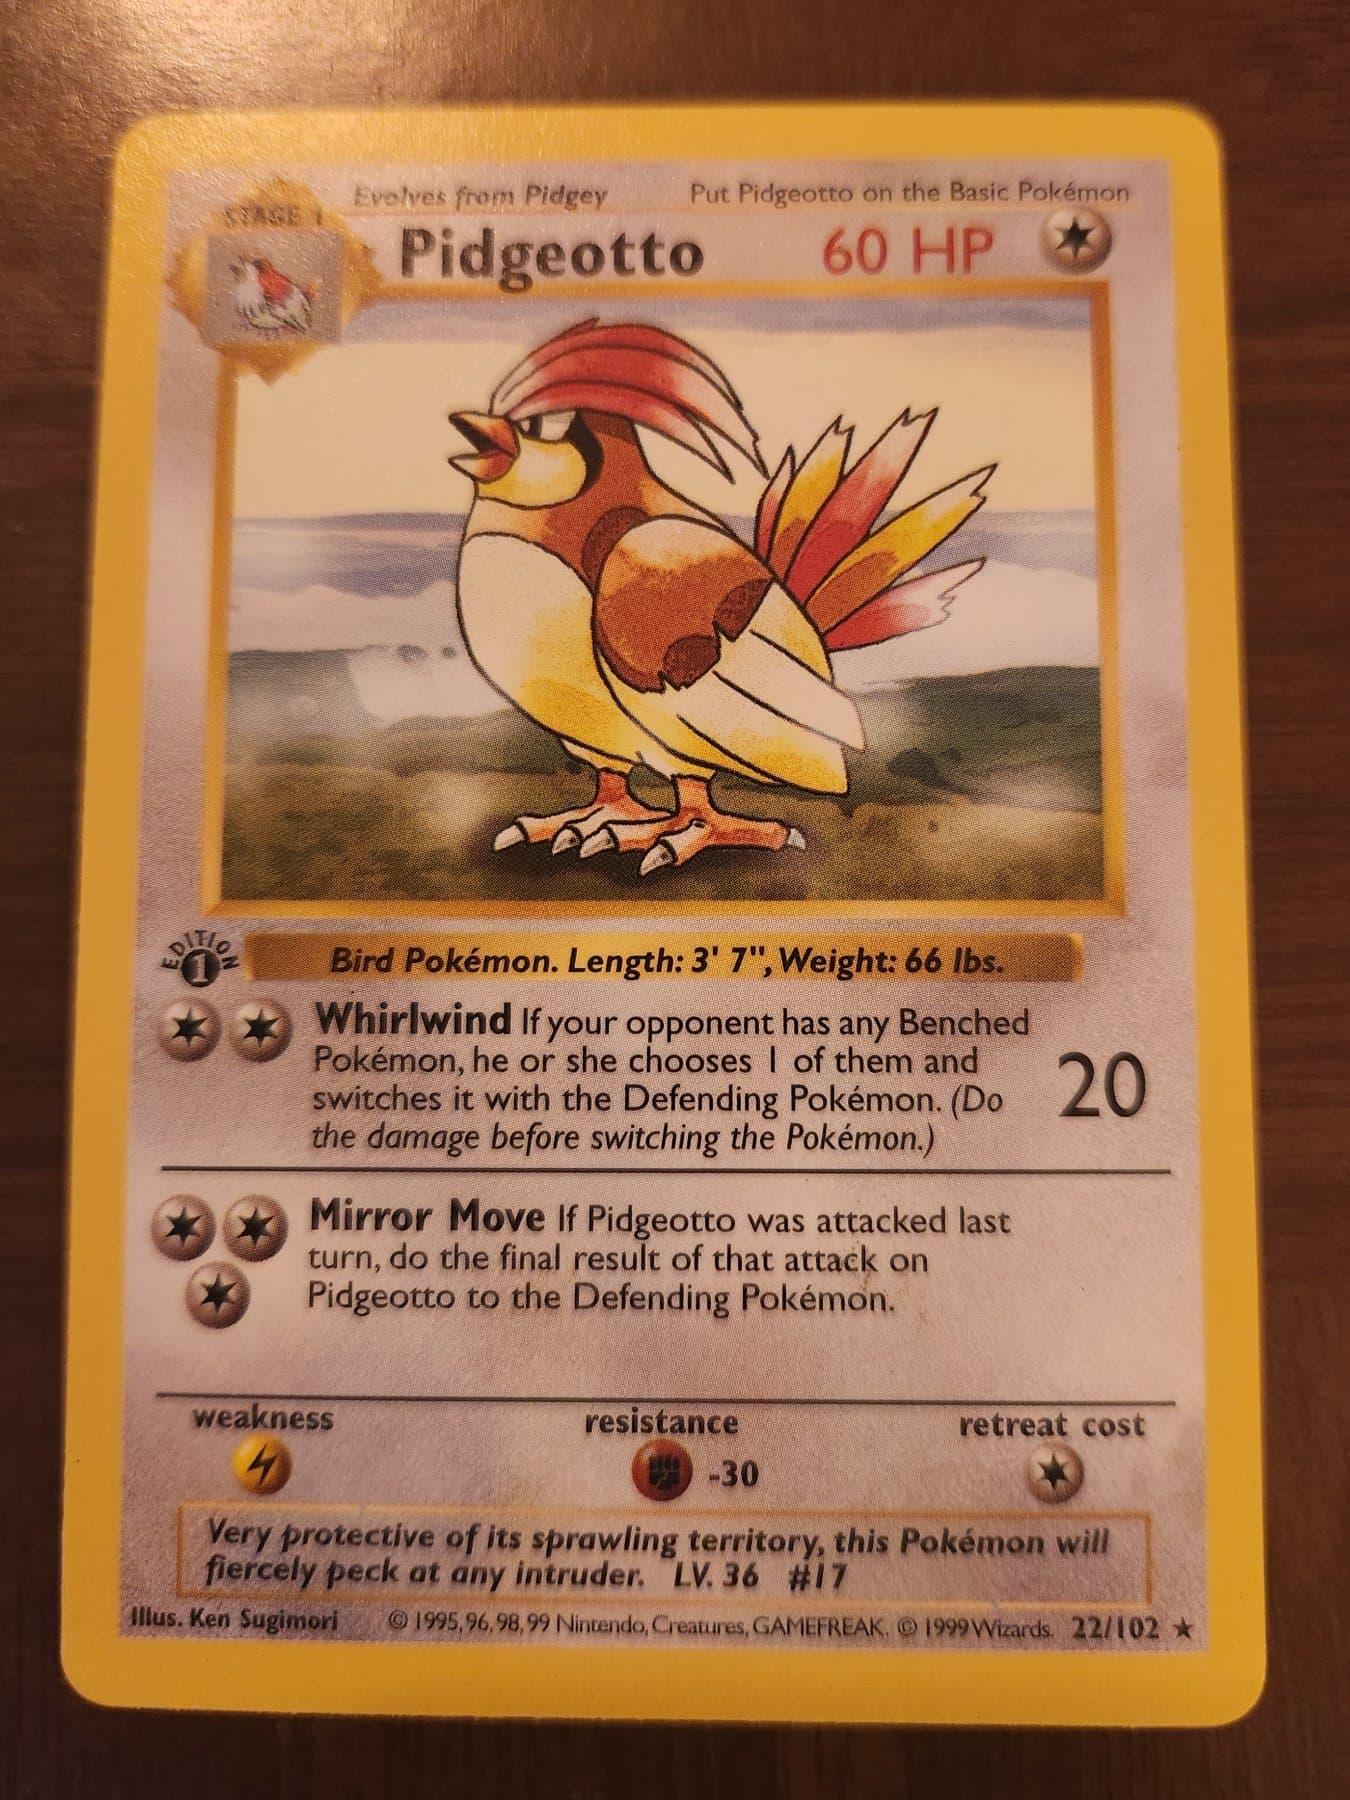 Evolves from Pidgey Put Pidgeotto on the Basic Pokémon
STAGE 1
Pidgeotto 60 HP
EDITION
1
Bird Pokémon. Length: 3' 7", Weight: 66 lbs.
Whirlwind If your opponent has any Benched
Pokémon, he or she chooses 1 of them and
switches it with the Defending Pokémon. (Do
the damage before switching the Pokémon.)
20
Mirror Move If Pidgeotto was attacked last
turn, do the final result of that attack on
Pidgeotto to the Defending Pokémon.
weakness resistance retreat cost
-30
Very protective of its sprawling territory, this Pokémon will
fiercely peck at any intruder. LV. 36 #17
Illus. Ken Sugimori © 1995, 96, 98, 99 Nintendo, Creatures, GAMEFREAK. © 1999 Wizards. 22/102 ★